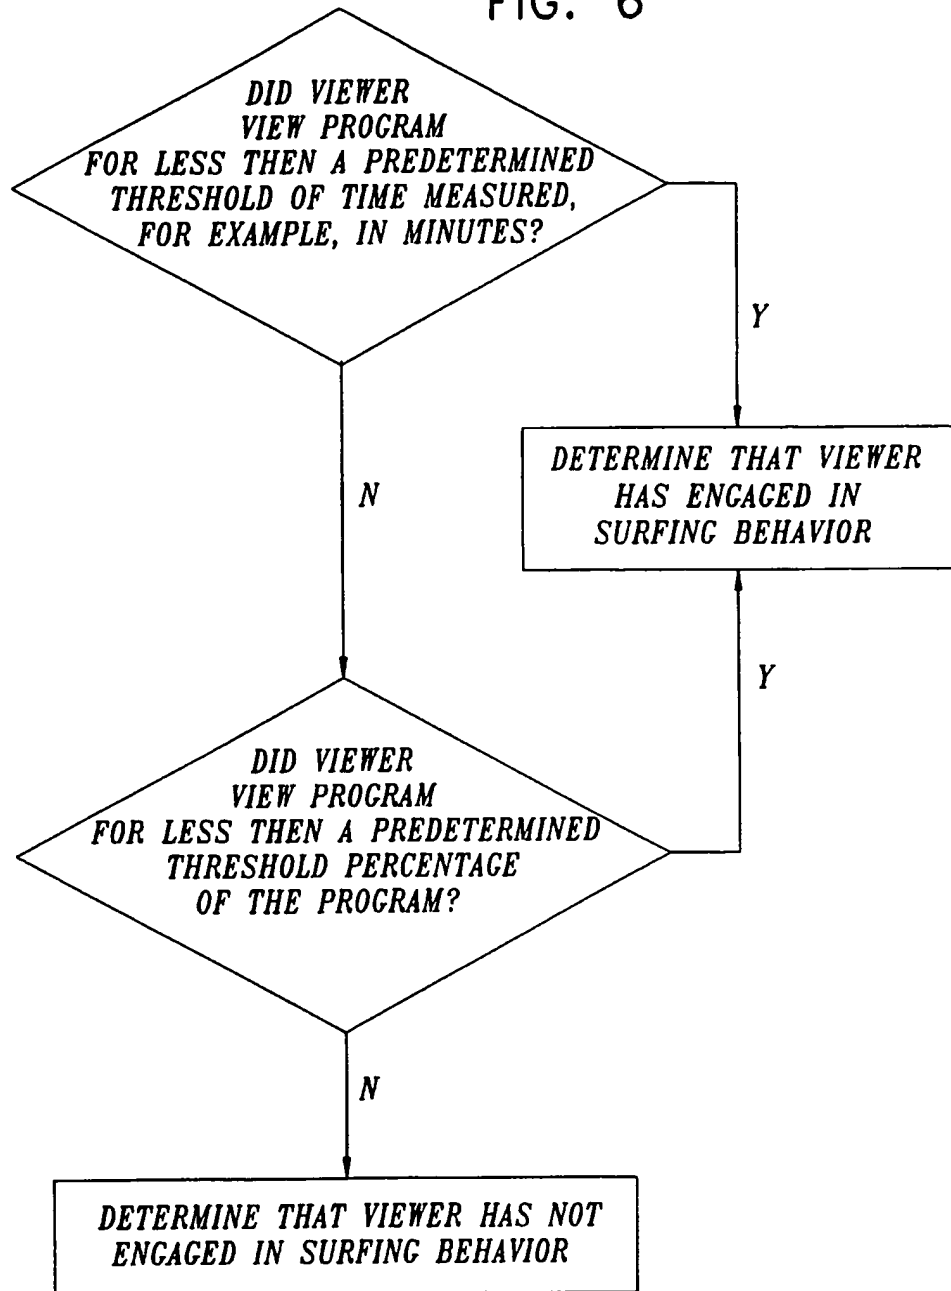 FIG. 6
DID VIEWER
VIEW PROGRAM
FOR LESS THEN A PREDETERMINED
THRESHOLD OF TIME MEASURED,
FOR EXAMPLE, IN MINUTES?
Y
DETERMINE THAT VIEWER
HAS ENGAGED IN
SURFING BEHAVIOR
N
Y
DID VIEWER
VIEW PROGRAM
FOR LESS THEN A PREDETERMINED
THRESHOLD PERCENTAGE
OF THE PROGRAM?
N
DETERMINE THAT VIEWER HAS NOT
ENGAGED IN SURFING BEHAVIOR